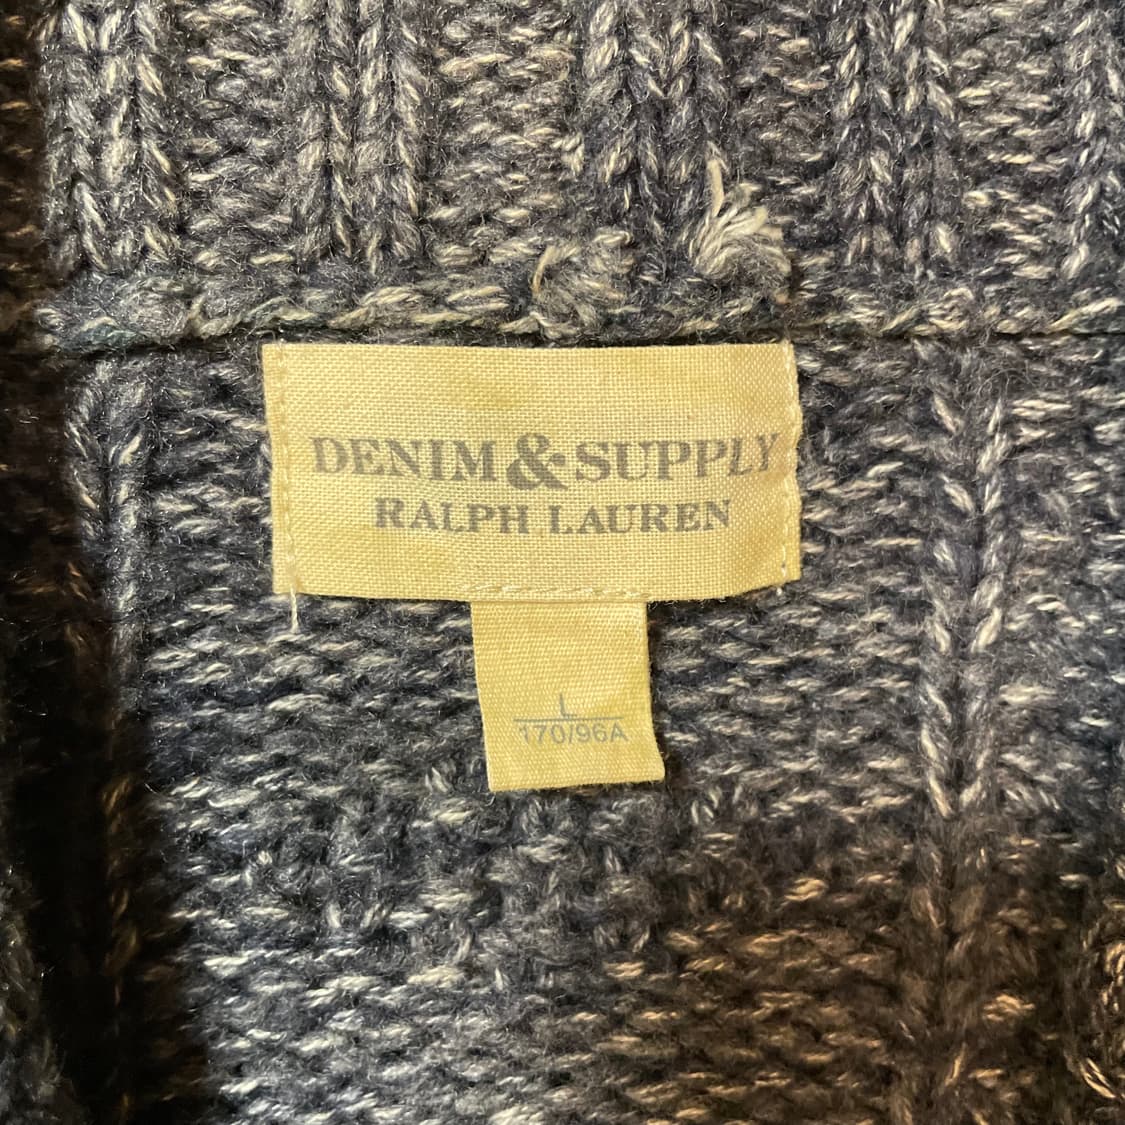 DENIM & SUPPLY
RALPH LAUREN
L
170/96A